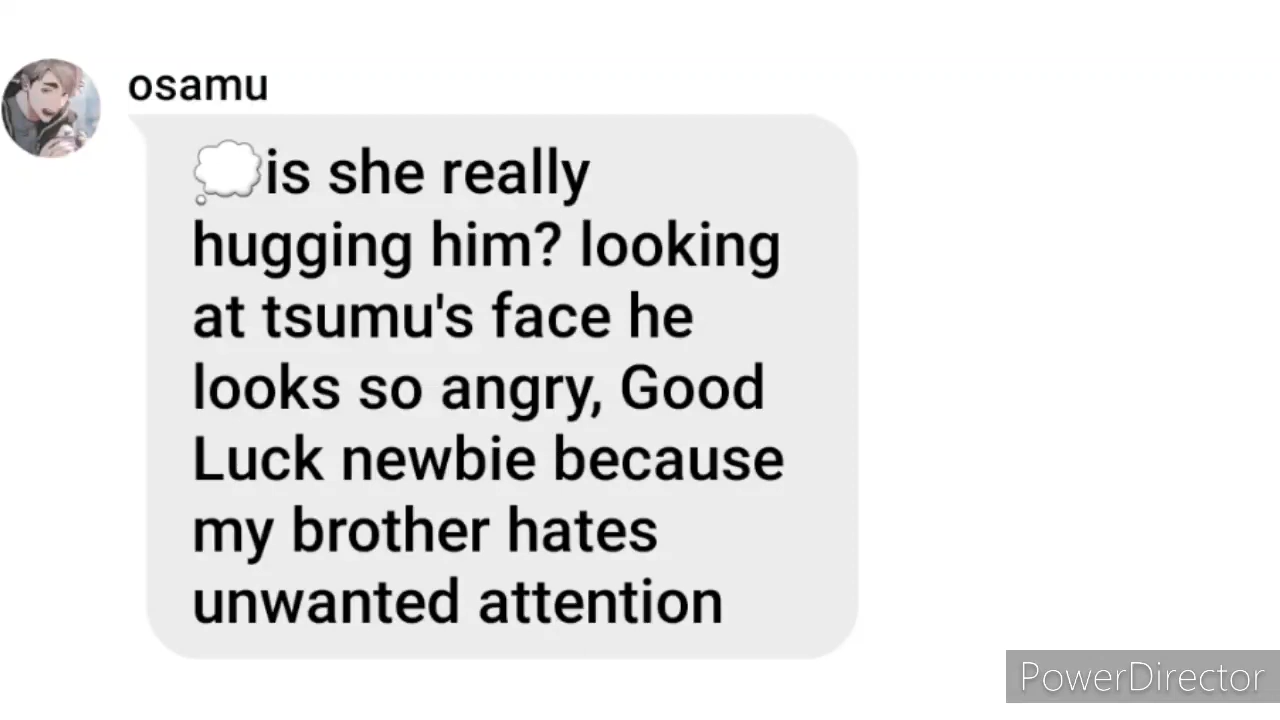 osamu
💭is she really
hugging him? looking
at tsumu's face he
looks so angry, Good
Luck newbie because
my brother hates
unwanted attention
PowerDirector